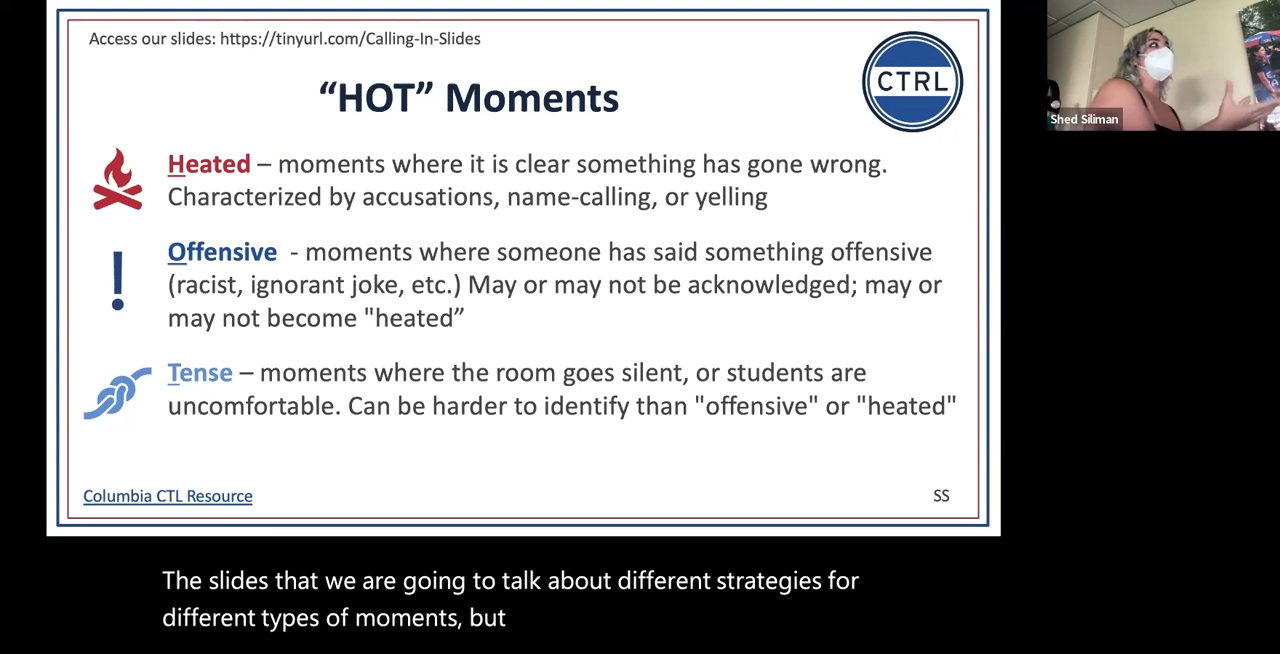 Access our slides: https://tinyurl.com/Calling-In-Slides
CTRL
“HOT” Moments
Shed Siliman
Heated – moments where it is clear something has gone wrong.
Characterized by accusations, name-calling, or yelling
Offensive - moments where someone has said something offensive
(racist, ignorant joke, etc.) May or may not be acknowledged; may or
may not become "heated”
Tense – moments where the room goes silent, or students are
uncomfortable. Can be harder to identify than "offensive" or "heated"
Columbia CTL Resource
SS
The slides that we are going to talk about different strategies for
different types of moments, but